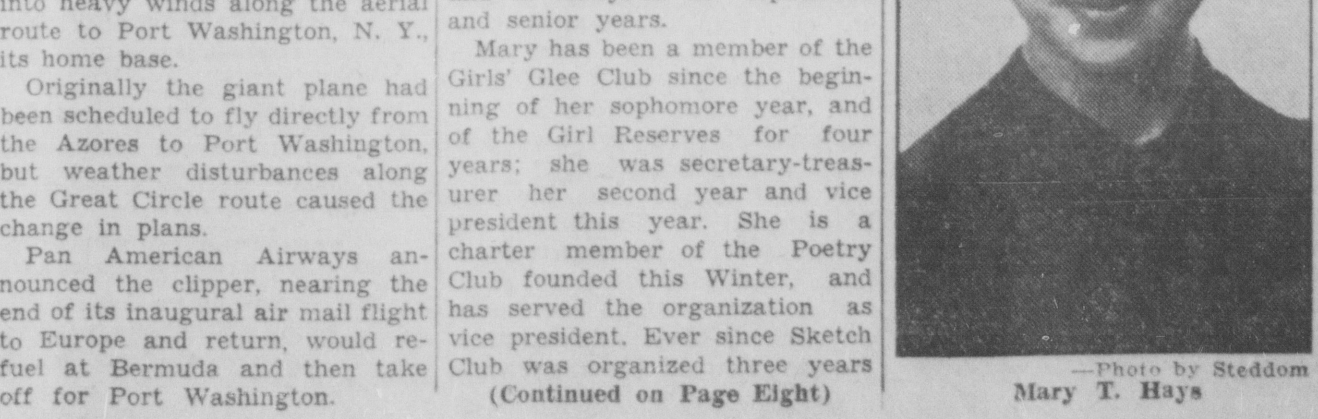 into heavy winds along the aerial
route to Port Washington, N. Y.,
its home base.
Originally the giant plane had
been scheduled to fly directly from
the Azores to Port Washington,
but weather disturbances along
the Great Circle route caused the
change in plans.
Pan American Airways an-
nounced the clipper, nearing the
end of its inaugural air mail flight
to Europe and return, would re-
fuel at Bermuda and then take
off for Port Washington.
and senior years.
Mary has been a member of the
Girls' Glee Club since the begin-
ning of her sophomore year, and
of the Girl Reserves for four
years; she was secretary-treas-
urer her second year and vice
president this year. She is a
charter member of the Poetry
Club founded this Winter, and
has served the organization as
vice president. Ever since Sketch
Club was organized three years
(Continued on Page Eight)
—Photo by Steddom
Mary T. Hays